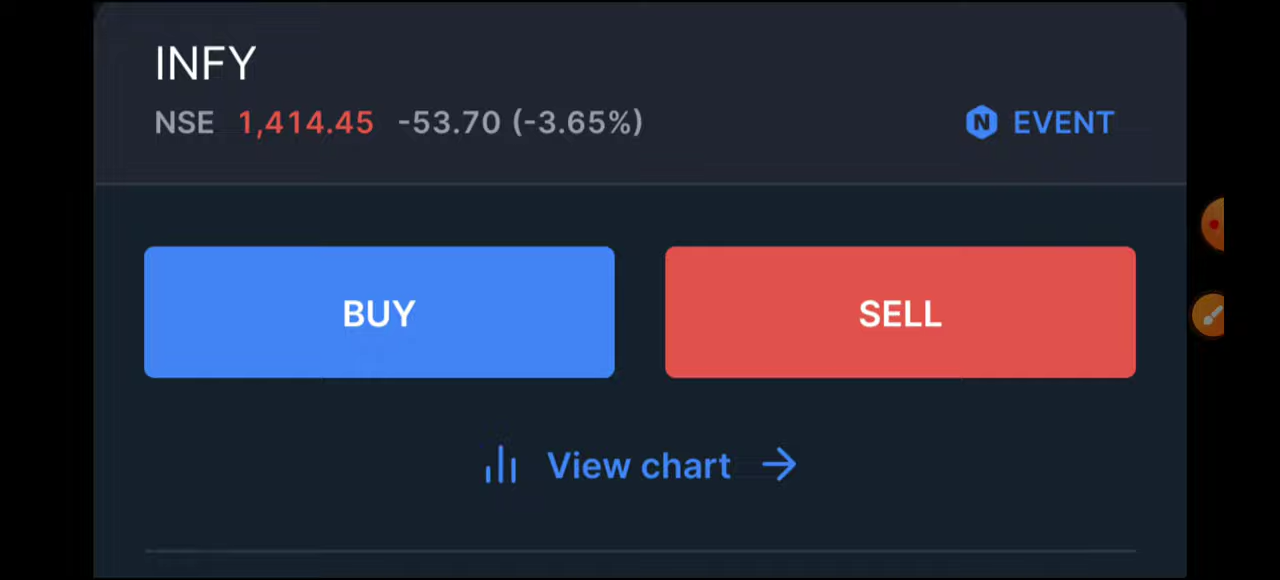 INFY
NSE 1,414.45 -53.70 (-3.65%) N EVENT
BUY SELL
View chart →